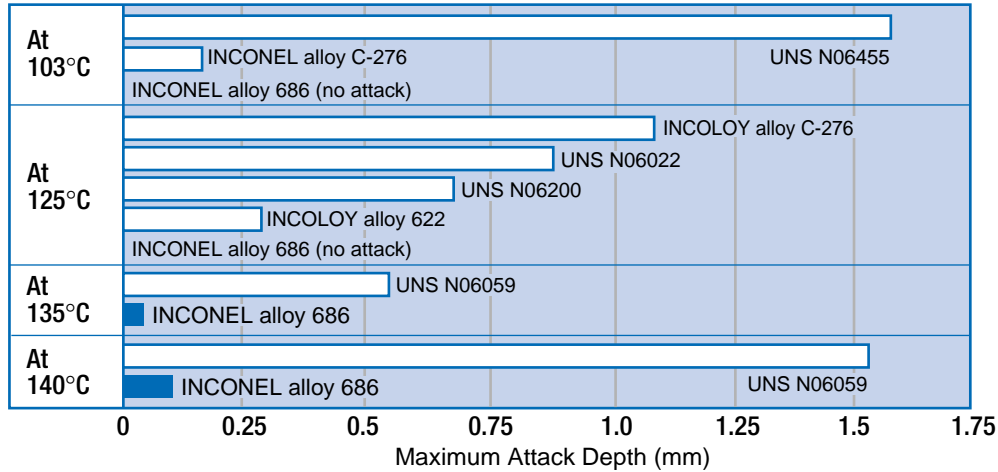 At
103°C
UNS N06455
INCONEL alloy C-276
INCONEL alloy 686 (no attack)
At
125°C
INCOLOY alloy C-276
UNS N06022
UNS N06200
INCOLOY alloy 622
INCONEL alloy 686 (no attack)
At
135°C
UNS N06059
INCONEL alloy 686
At
140°C
UNS N06059
INCONEL alloy 686
0 0.25 0.5 0.75 1.0 1.25 1.5 1.75
Maximum Attack Depth (mm)